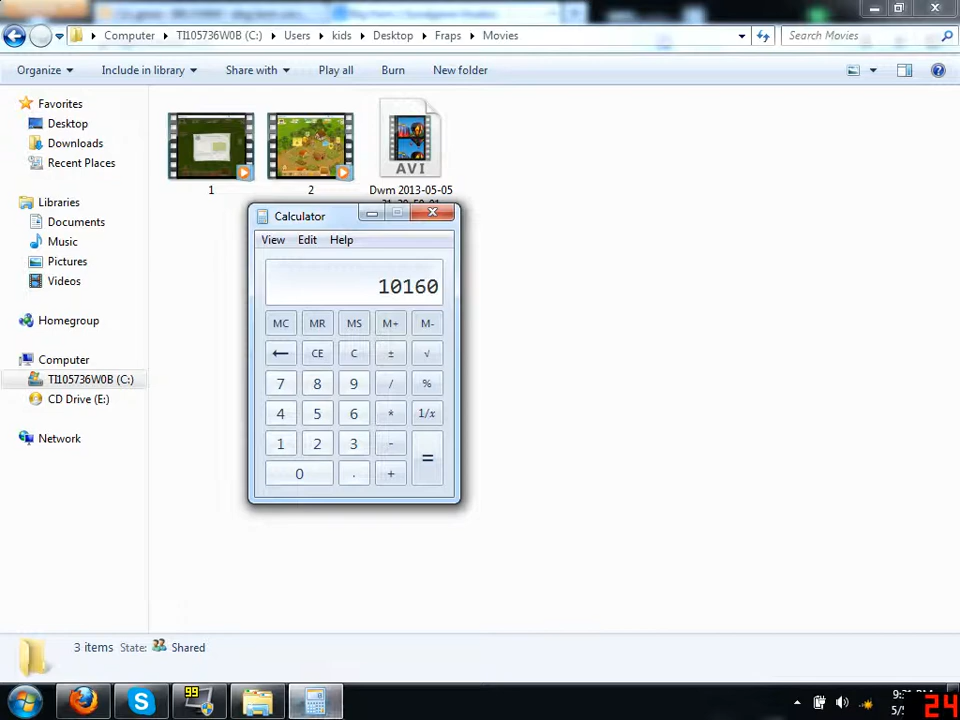 Computer TI105736W0B (C:) Users kids Desktop Fraps Movies
Search Movies
Organize Include in library Share with Play all Burn New folder
Favorites
Desktop
Downloads
Recent Places
Libraries
Documents
Music
Pictures
Videos
Homegroup
Computer
TI105736W0B (C:)
CD Drive (E:)
Network
AVI
1
2
Dwm 2013-05-05
Calculator
View Edit Help
10160
MC MR MS M+ M-
← CE C ± √
7 8 9 / %
4 5 6 * 1/x
1 2 3 - =
0 . +
3 items State: Shared
99
24